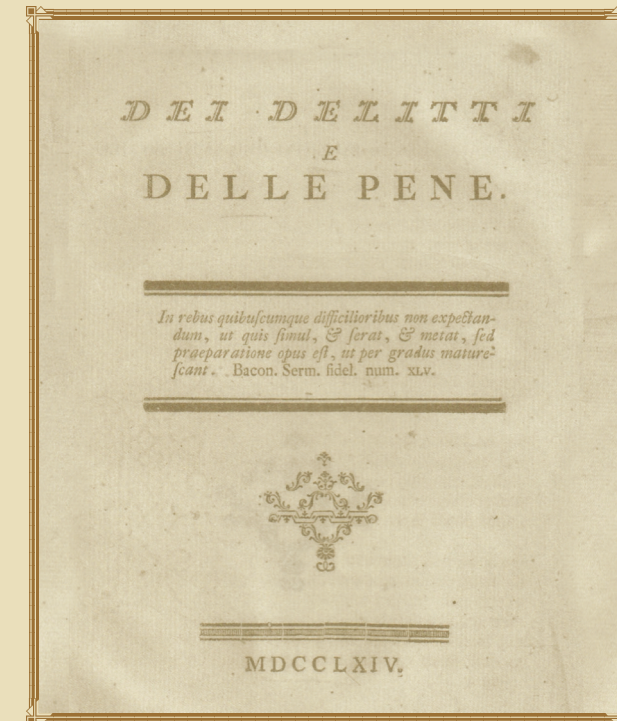 DEI DELITTI
E
DELLE PENE.
In rebus quibuſcumque difficilioribus non expectan-
dum, ut quis ſimul, & ſerat, & metat, ſed
praeparatione opus eſt, ut per gradus mature-
ſcant. Bacon. Serm. fidel. num. XLV.
MDCCLXIV.